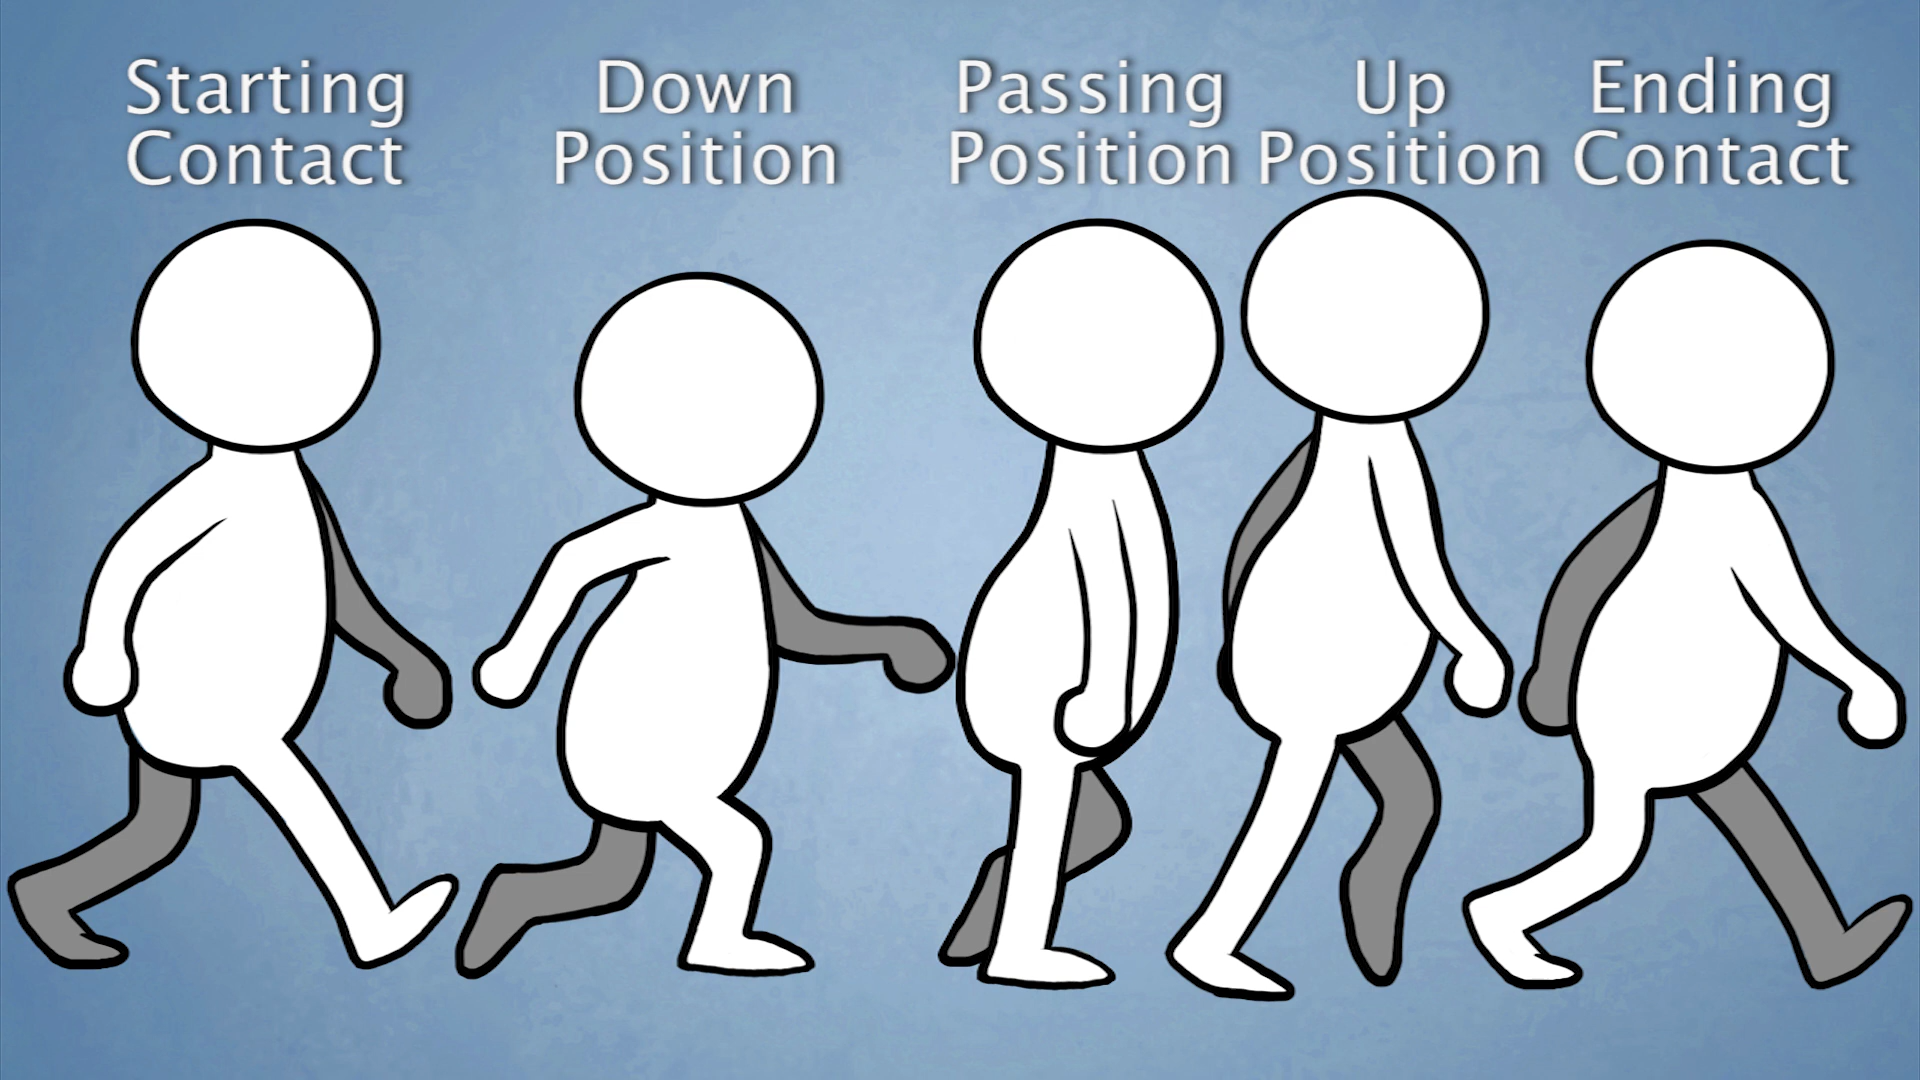 Starting
Contact
Down
Position
Passing
Position
Up
Position
Ending
Contact